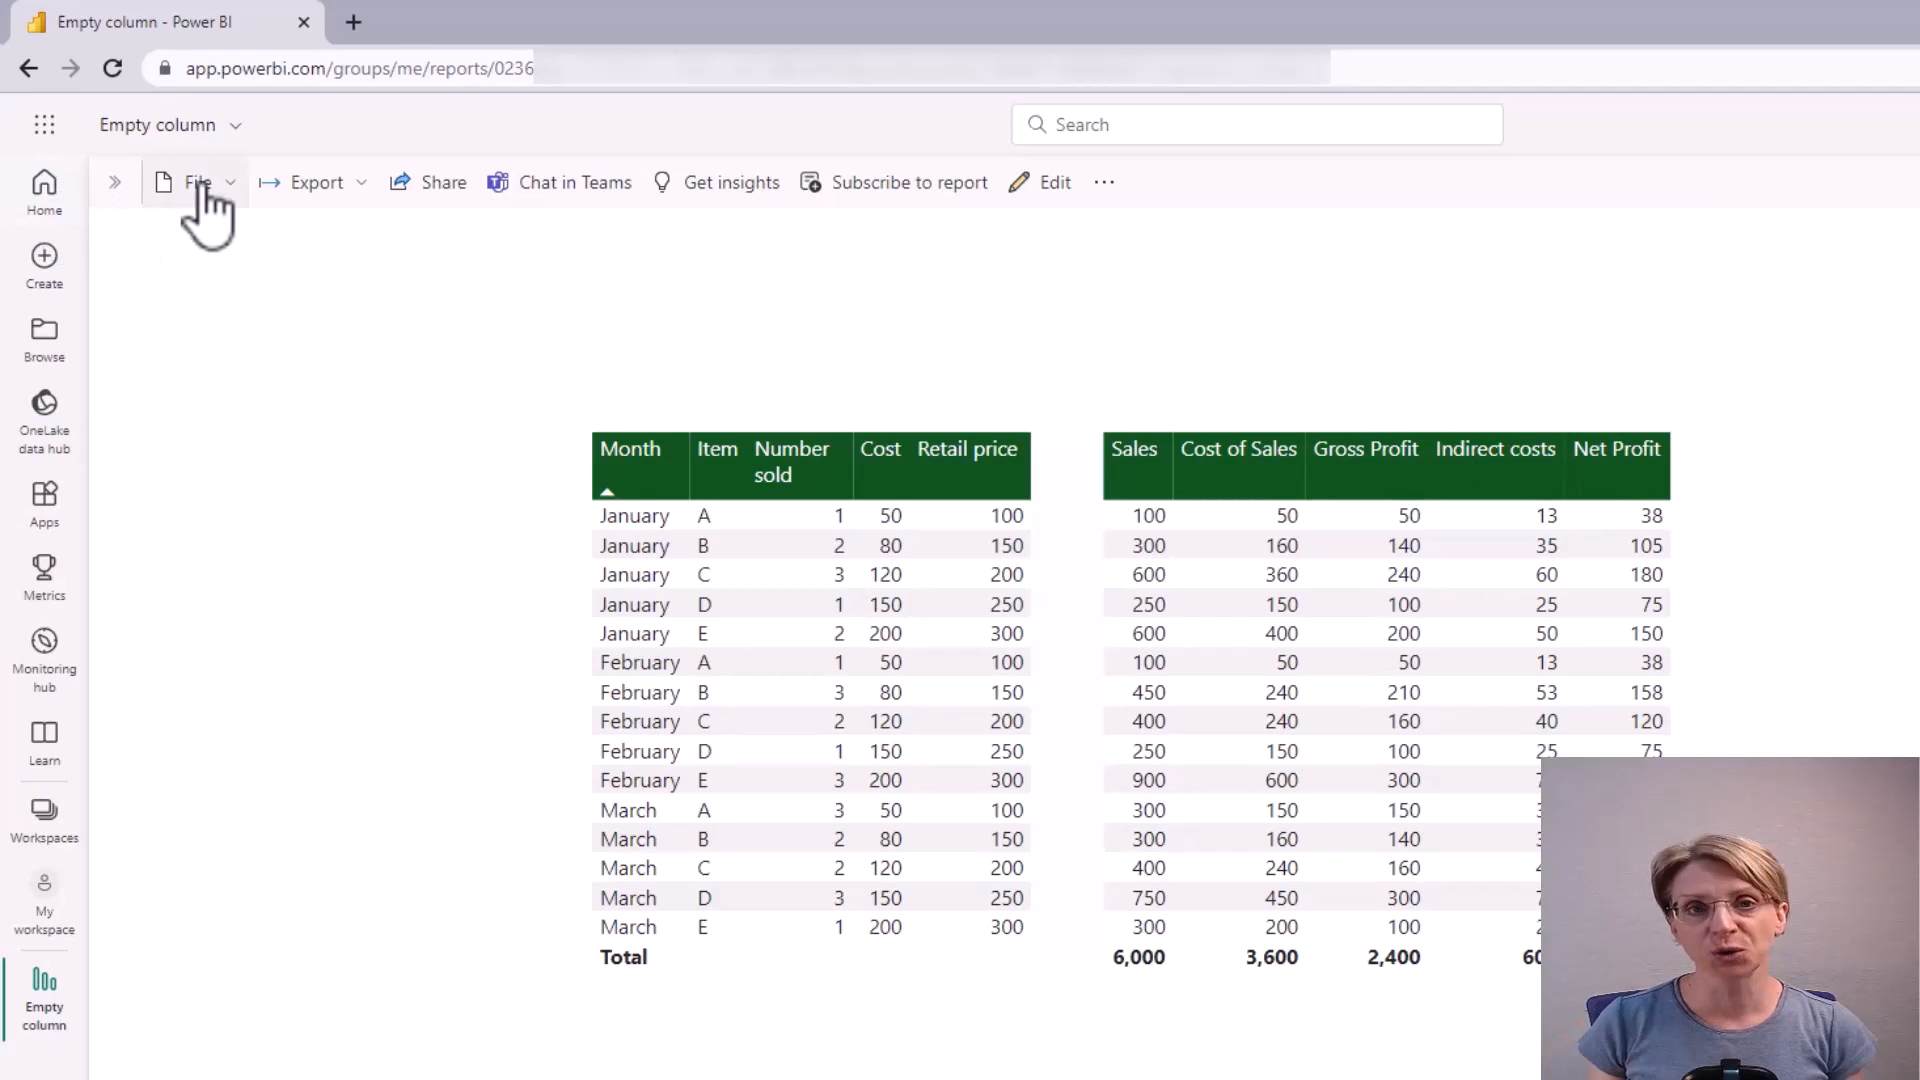 Empty column - Power BI
app.powerbi.com/groups/me/reports/0236
Empty column
Search
File Export Share Chat in Teams Get insights Subscribe to report Edit
Home
Create
Browse
OneLake
data hub
Apps
Metrics
Monitoring
hub
Learn
Workspaces
My
workspace
Empty
column
Month Item Number sold Cost Retail price Sales Cost of Sales Gross Profit Indirect costs Net Profit
January A 1 50 100 100 50 50 13 38
January B 2 80 150 300 160 140 35 105
January C 3 120 200 600 360 240 60 180
January D 1 150 250 250 150 100 25 75
January E 2 200 300 600 400 200 50 150
February A 1 50 100 100 50 50 13 38
February B 3 80 150 450 240 210 53 158
February C 2 120 200 400 240 160 40 120
February D 1 150 250 250 150 100 25 75
February E 3 200 300 900 600 300
March A 3 50 100 300 150 150
March B 2 80 150 300 160 140
March C 2 120 200 400 240 160
March D 3 150 250 750 450 300
March E 1 200 300 300 200 100
Total 6,000 3,600 2,400